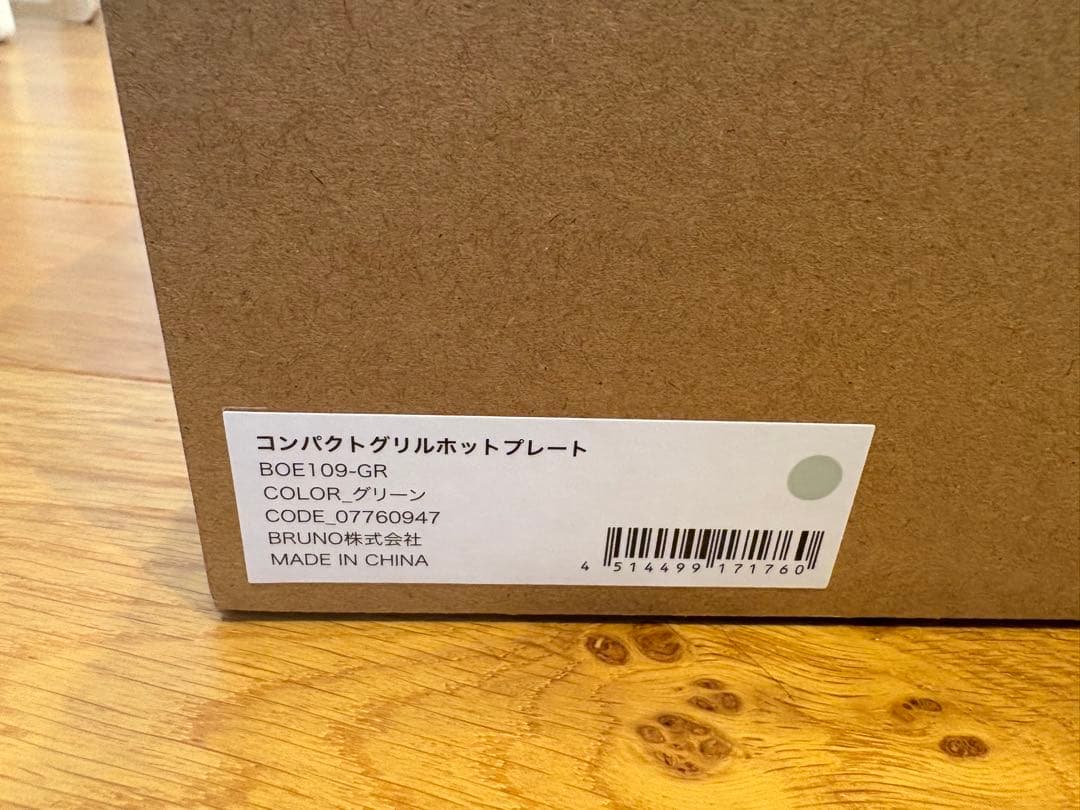 コンパクトグリルホットプレート
BOE109-GR
COLOR_グリーン
CODE_07760947
BRUNO株式会社
MADE IN CHINA
4 514499 171760